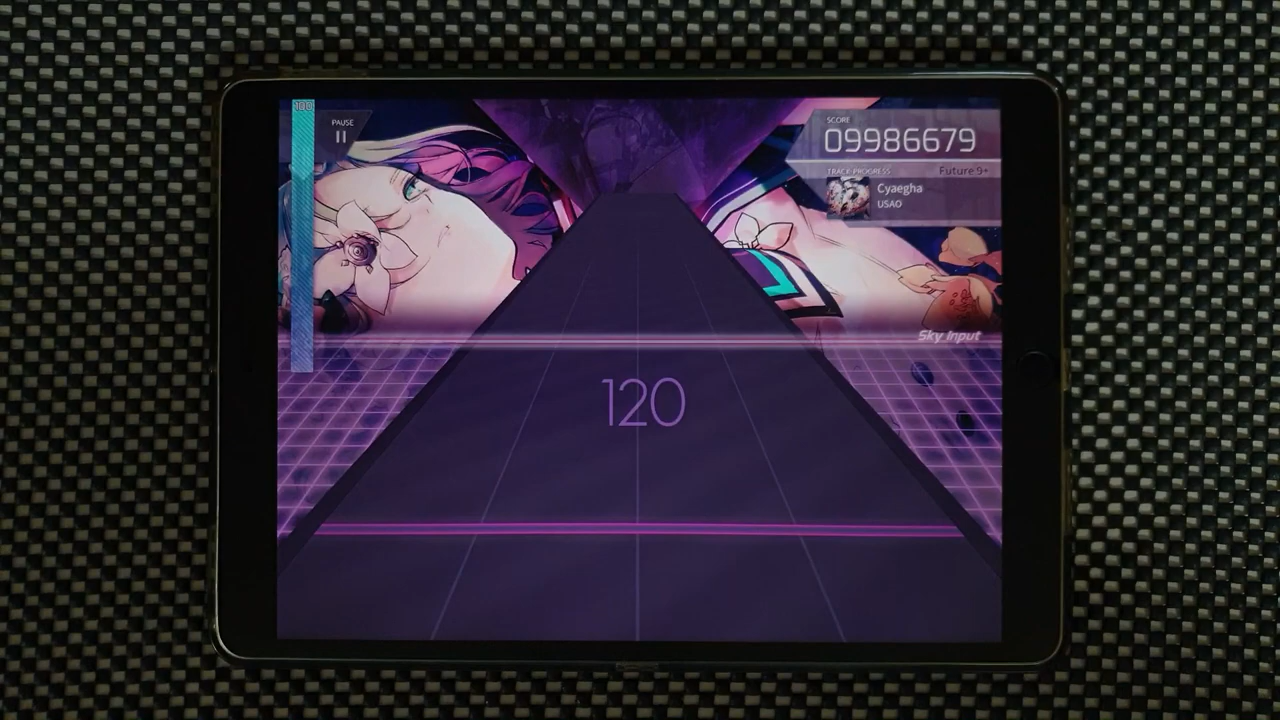 100
PAUSE
SCORE
09986679
TRACK PROGRESS
Future 9+
Cyaegha
USAO
Sky Input
120